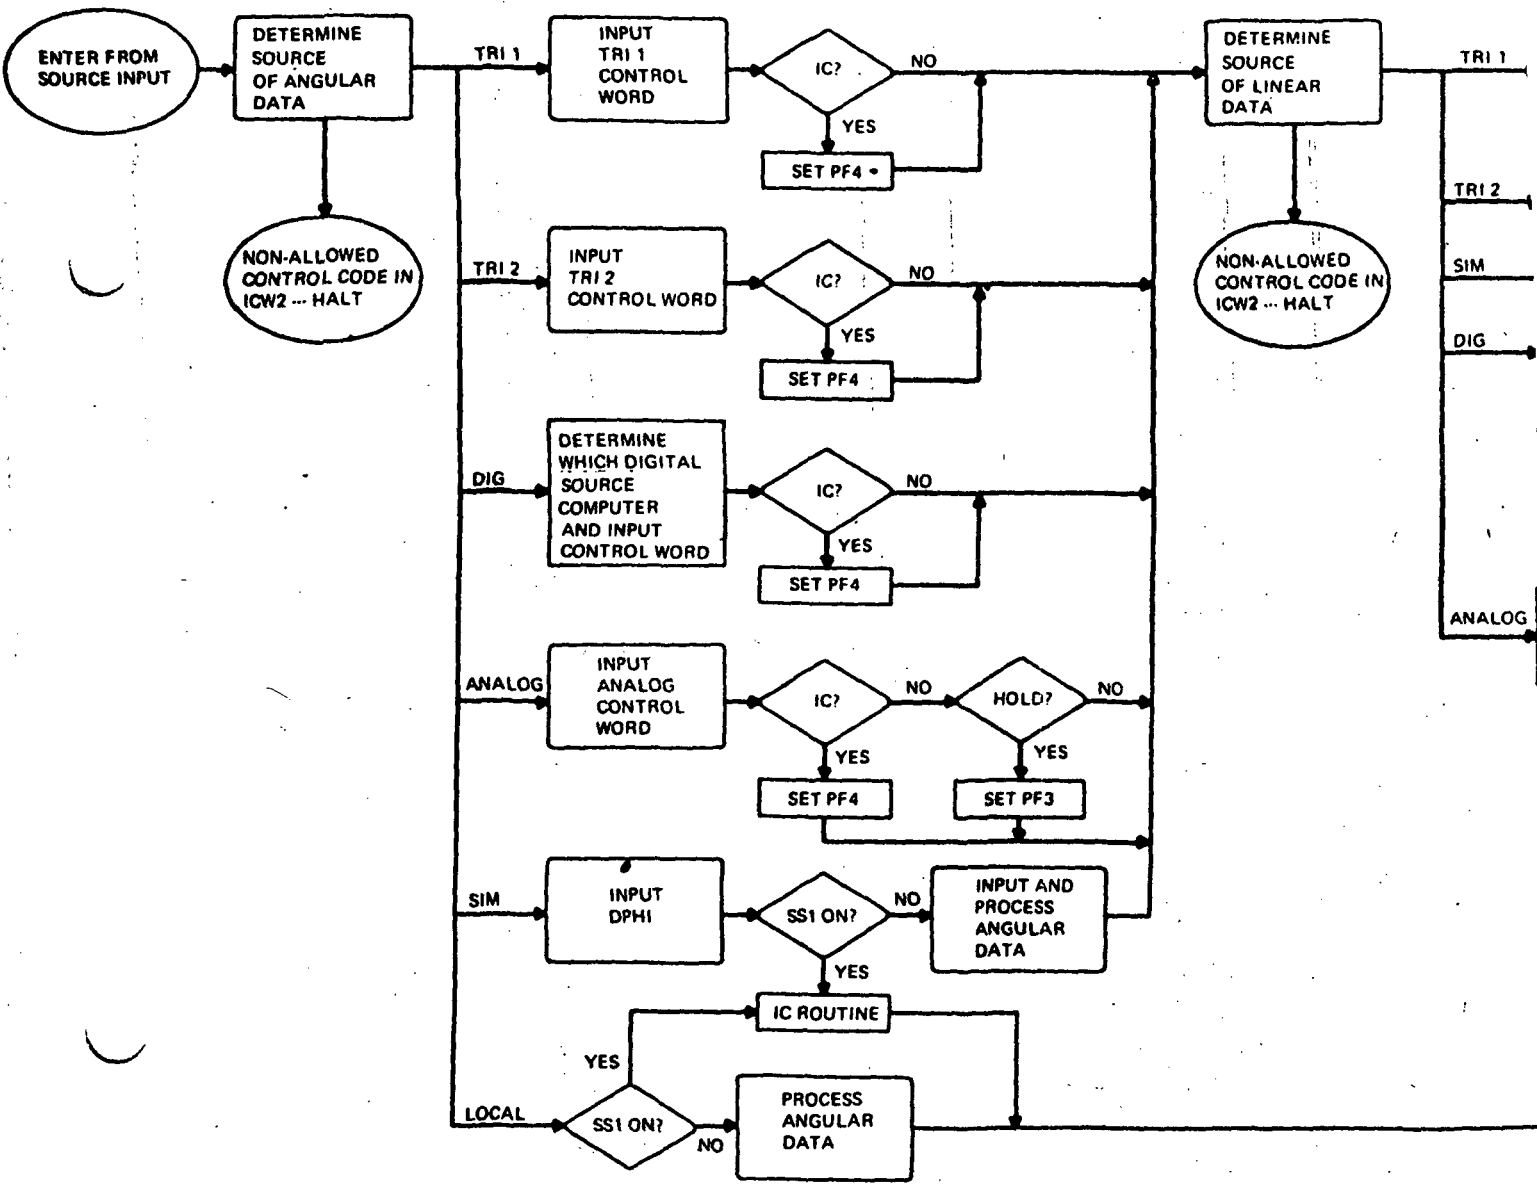 ENTER FROM
SOURCE INPUT
DETERMINE
SOURCE
OF ANGULAR
DATA
NON-ALLOWED
CONTROL CODE IN
ICW2 --- HALT
TRI 1
INPUT
TRI 1
CONTROL
WORD
IC?
NO
YES
SET PF4
TRI 2
INPUT
TRI 2
CONTROL WORD
IC?
NO
YES
SET PF4
DIG
DETERMINE
WHICH DIGITAL
SOURCE
COMPUTER
AND INPUT
CONTROL WORD
IC?
NO
YES
SET PF4
ANALOG
INPUT
ANALOG
CONTROL
WORD
IC?
NO
YES
SET PF4
HOLD?
NO
YES
SET PF3
SIM
INPUT
DPHI
SS1 ON?
NO
YES
INPUT AND
PROCESS
ANGULAR
DATA
IC ROUTINE
LOCAL
SS1 ON?
YES
NO
PROCESS
ANGULAR
DATA
DETERMINE
SOURCE
OF LINEAR
DATA
NON-ALLOWED
CONTROL CODE IN
ICW2 --- HALT
TRI 1
TRI 2
SIM
DIG
ANALOG